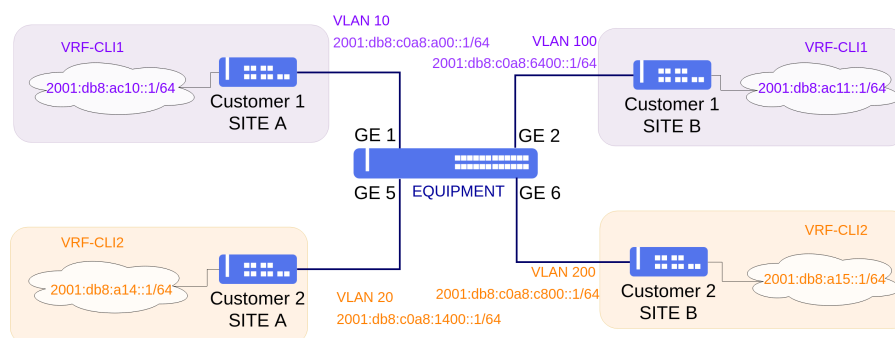 VLAN 10
2001:db8:c0a8:a00::1/64
VRF-CLI1
2001:db8:ac10::1/64
Customer 1
SITE A
VLAN 100
2001:db8:c0a8:6400::1/64
VRF-CLI1
2001:db8:ac11::1/64
Customer 1
SITE B
GE 1
GE 2
EQUIPMENT
GE 5
GE 6
VRF-CLI2
2001:db8:a14::1/64
Customer 2
SITE A
VLAN 20
2001:db8:c0a8:1400::1/64
VLAN 200
2001:db8:c0a8:c800::1/64
VRF-CLI2
2001:db8:a15::1/64
Customer 2
SITE B